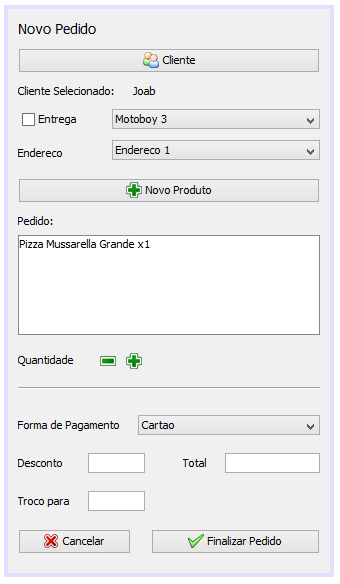 Novo Pedido
Cliente
Cliente Selecionado: Joab
Entrega Motoboy 3
Endereco Endereco 1
Novo Produto
Pedido:
Pizza Mussarella Grande x1
Quantidade
Forma de Pagamento Cartao
Desconto Total
Troco para
Cancelar Finalizar Pedido